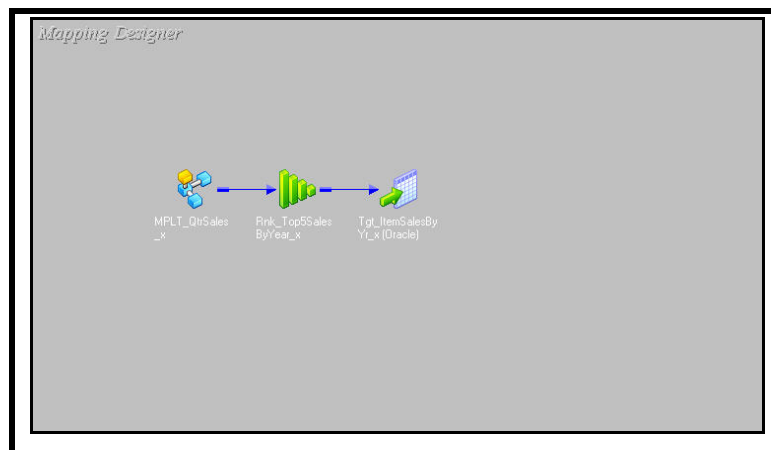 Mapping Designer
MPLT_QtrSales
_x
Rnk_Top5Sales
ByYear_x
Tgt_ItemSalesBy
Yr_x (Oracle)